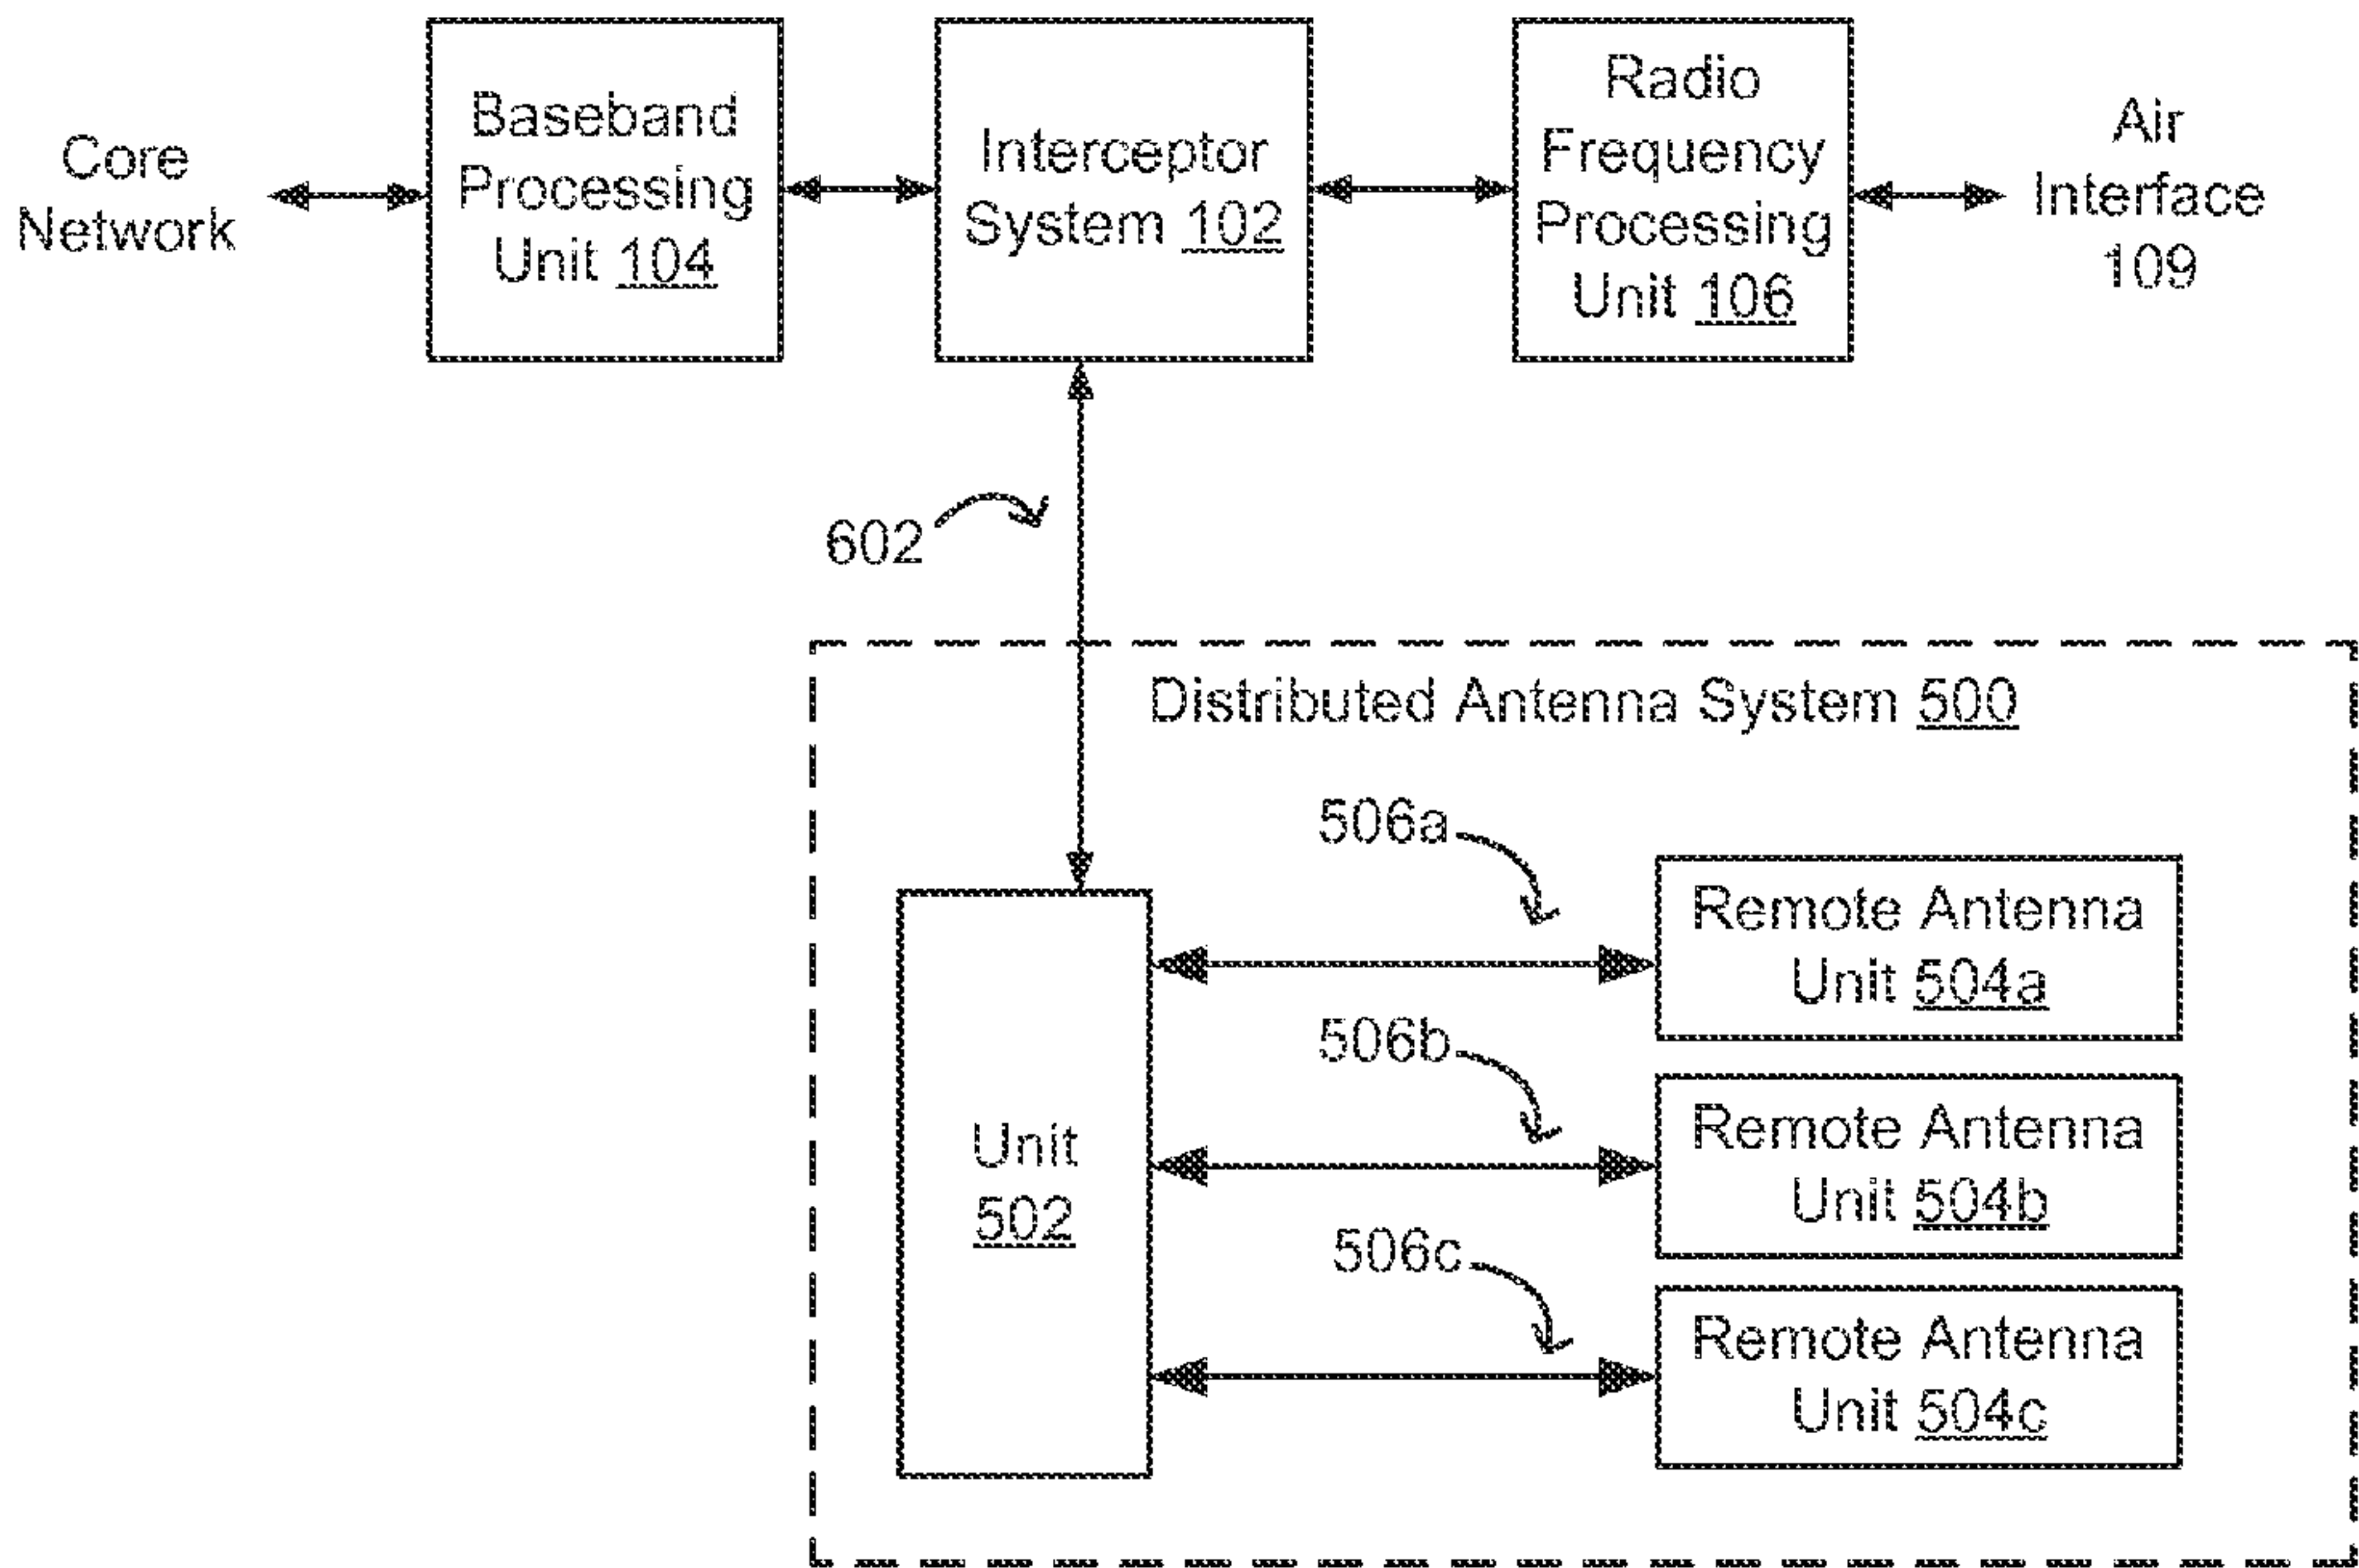 Core
Network
Baseband
Processing
Unit 104
Interceptor
System 102
Radio
Frequency
Processing
Unit 106
Air
Interface
109
602
Distributed Antenna System 500
506a
Remote Antenna
Unit 504a
506b
Remote Antenna
Unit 504b
Unit
502
506c
Remote Antenna
Unit 504c